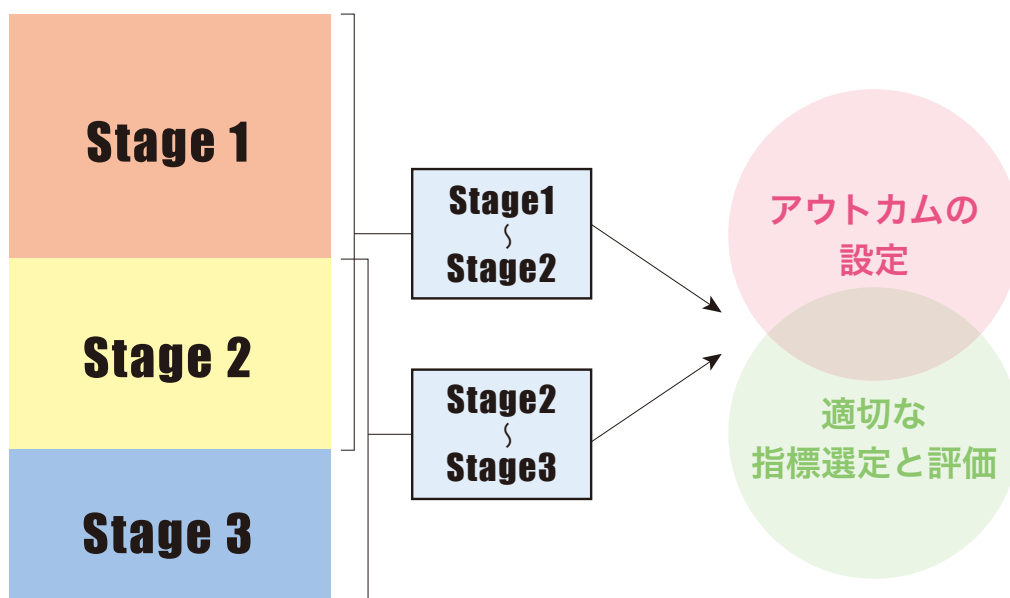 Stage 1
Stage 2
Stage 3
Stage1
〜
Stage2
Stage2
〜
Stage3
アウトカムの
設定
適切な
指標選定と評価